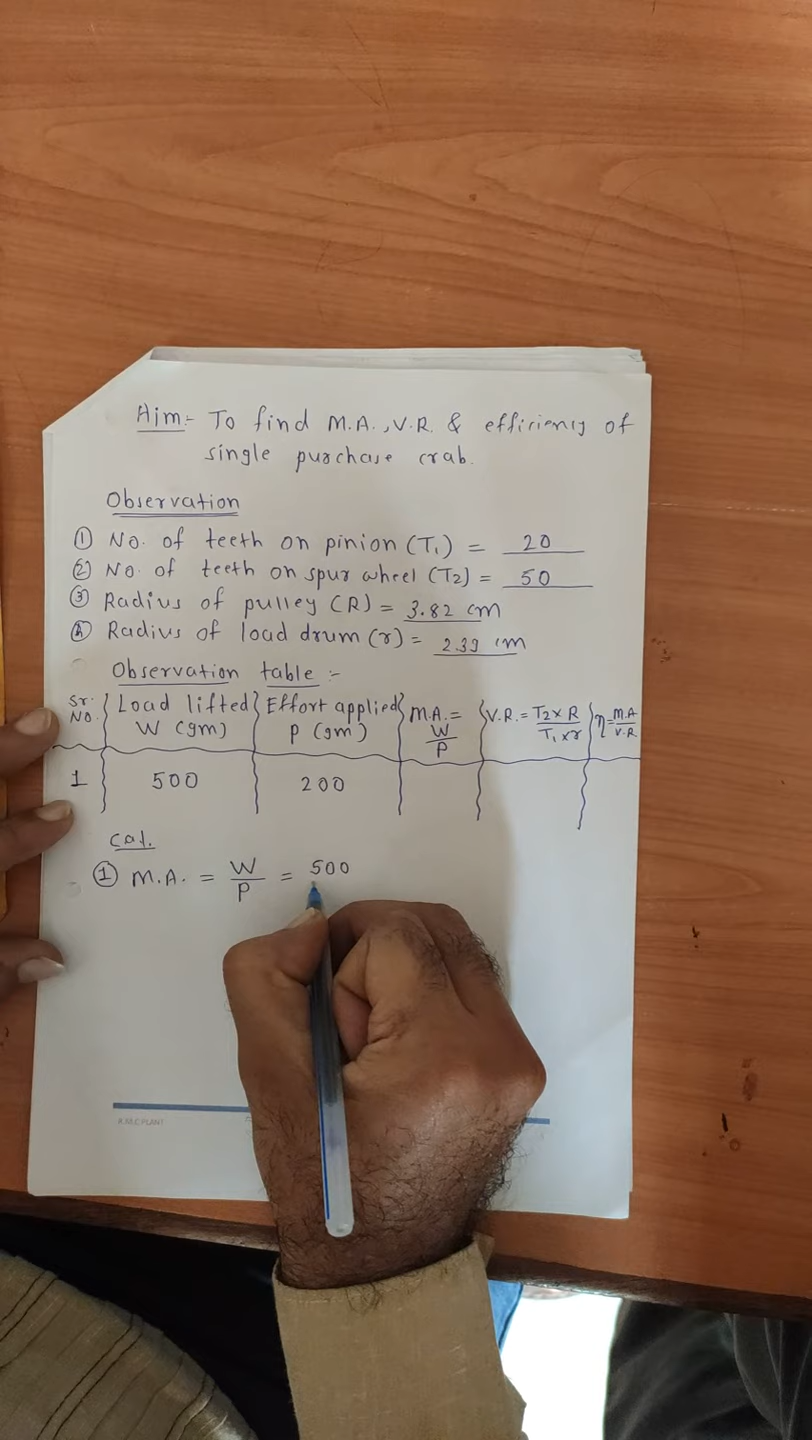 Aim:- To find M.A., V.R. & efficiency of
single purchase crab.
Observation
① No. of teeth on pinion (T₁) = 20
② No. of teeth on spur wheel (T2) = 50
③ Radius of pulley (R) = 3.82 cm
④ Radius of load drum (r) = 2.39 cm
Observation table :-
Sr. No. Load lifted W (gm) Effort applied P (gm) M.A. = W/P V.R. = T2 x R / T₁ x r η = M.A / V.R
1 500 200
Cal.
① M.A. = W/P = 500
R.M.C PLANT